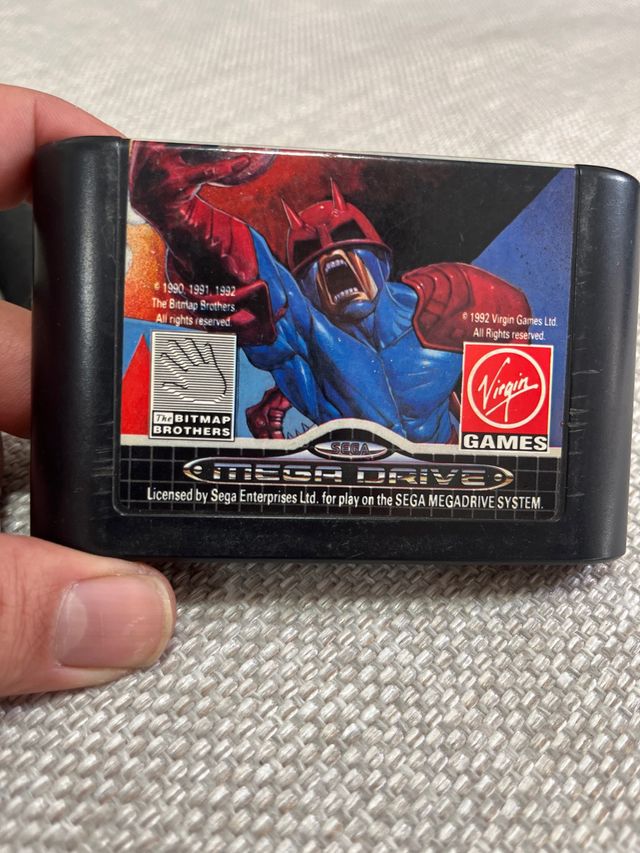 © 1990, 1991, 1992
The Bitmap Brothers
All rights reserved.
The BITMAP
BROTHERS
© 1992 Virgin Games Ltd.
All Rights reserved.
Virgin
GAMES
SEGA
MEGA DRIVE
Licensed by Sega Enterprises Ltd. for play on the SEGA MEGADRIVE SYSTEM.